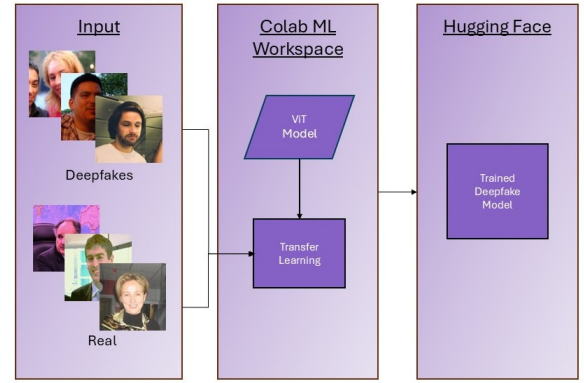 Input
Deepfakes
Real
Colab ML
Workspace
ViT
Model
Transfer
Learning
Hugging Face
Trained
Deepfake
Model